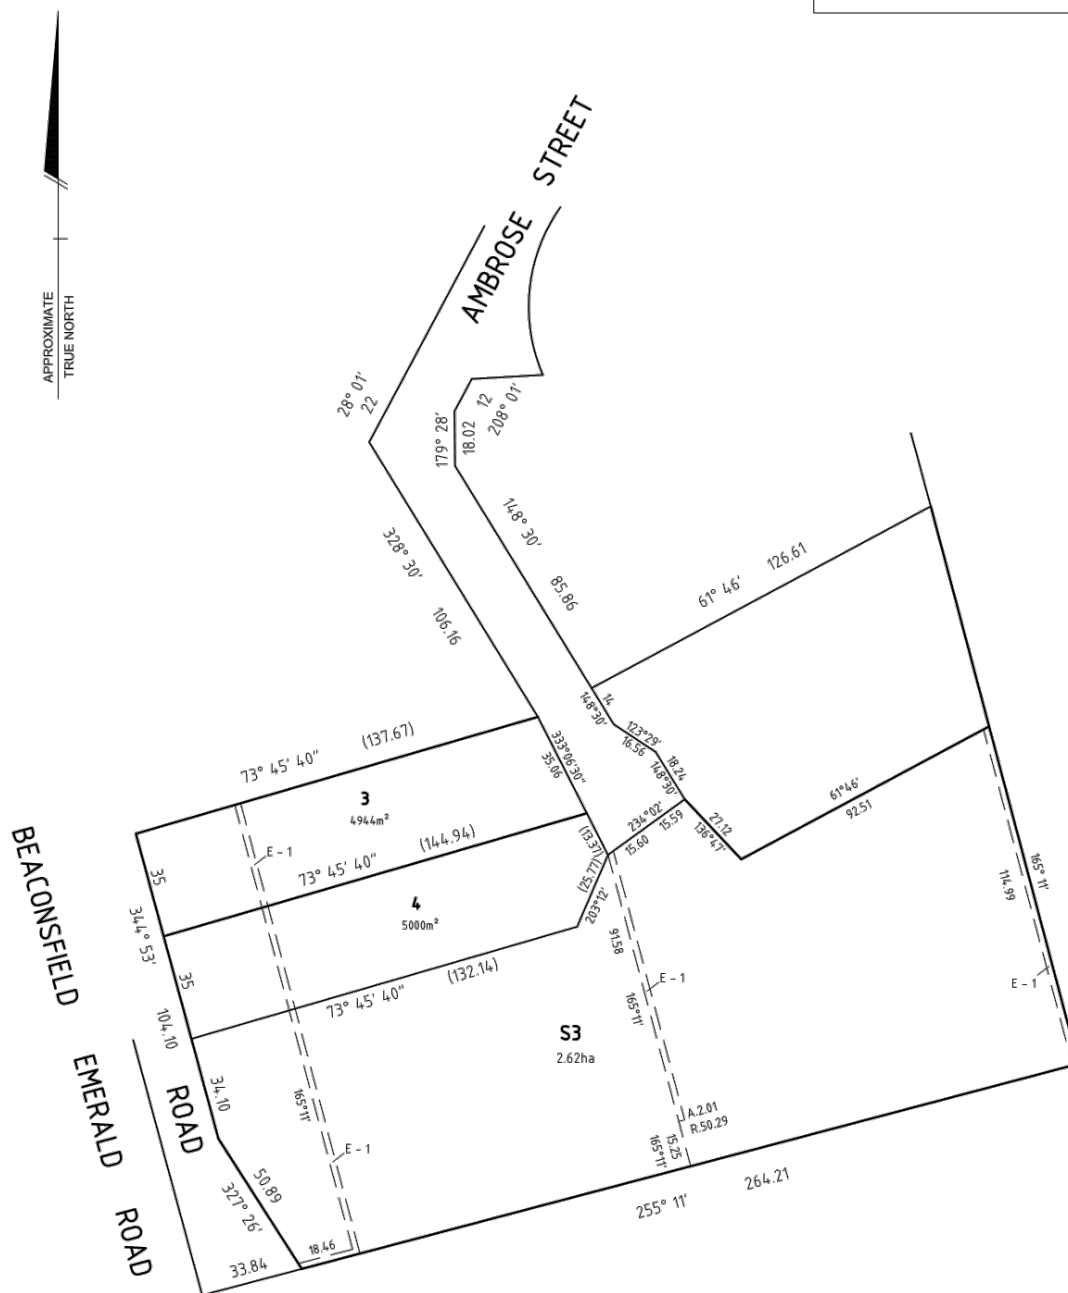 APPROXIMATE
TRUE NORTH
AMBROSE STREET
28° 01'
22
179° 28'
18.02
12
208° 01'
328° 30'
106.16
148° 30'
85.86
61° 46'
126.61
148°30'
14
123°29'
16.56
18.24
148°30'
333°06'30"
35.06
234°02'
15.60
15.59
27.12
136°47'
61°46'
92.51
165° 11'
114.99
E - 1
73° 45' 40"
(137.67)
3
4944m²
E - 1
73° 45' 40"
(144.94)
(13.37)
(25.77)
203°12'
4
5000m²
73° 45' 40"
(132.14)
35
344° 53'
35
104.10
34.10
BEACONSFIELD
EMERALD
ROAD
ROAD
91.58
165°11'
E - 1
S3
2.62ha
165°11'
E - 1
A.2.01
R.50.29
15.25
165°11'
50.89
327° 26'
18.46
33.84
255° 11'
264.21